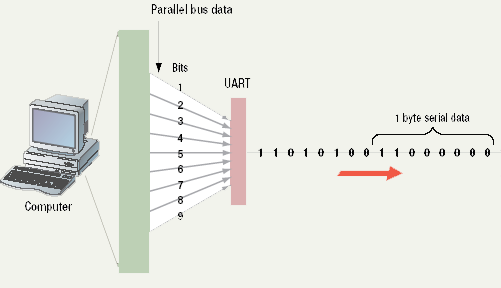 Parallel bus data
Bits
UART
1
2
3
4
5
6
7
8
9
1 byte serial data
1 1 0 1 0 1 0 0 1 1 0 0 0 0 0 0
Computer